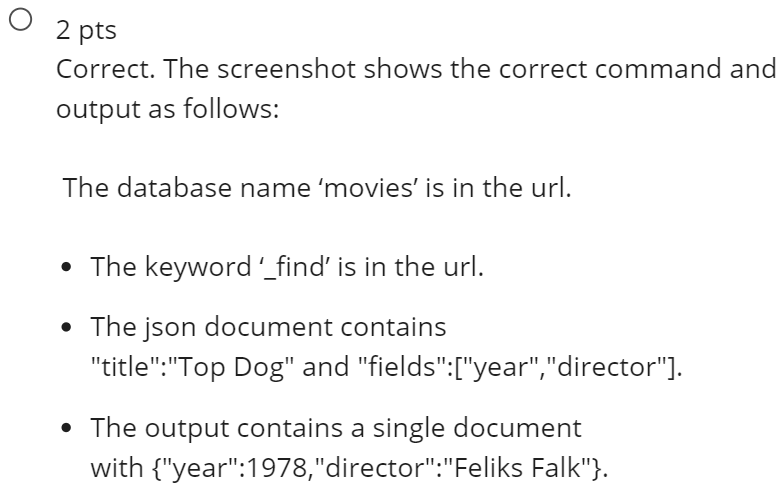 2 pts
Correct. The screenshot shows the correct command and
output as follows:
The database name ‘movies’ is in the url.
• The keyword ‘_find’ is in the url.
• The json document contains
"title":"Top Dog" and "fields":["year","director"].
• The output contains a single document
with {"year":1978,"director":"Feliks Falk"}.